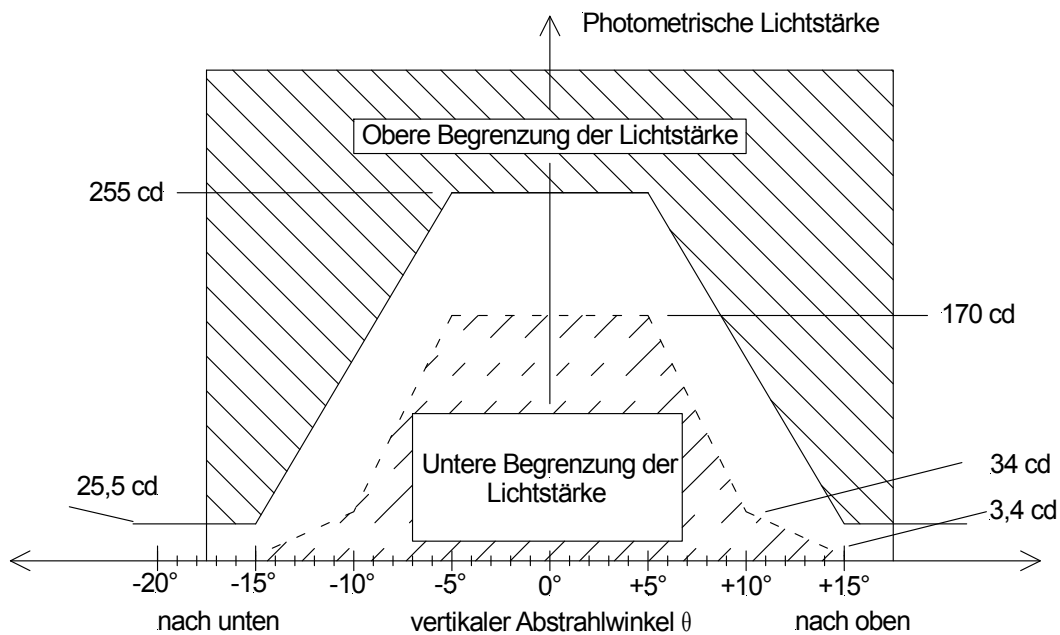 Photometrische Lichtstärke
Obere Begrenzung der Lichtstärke
255 cd
170 cd
Untere Begrenzung der
Lichtstärke
34 cd
25,5 cd
3,4 cd
-20° -15° -10° -5° 0° +5° +10° +15°
nach unten vertikaler Abstrahlwinkel θ nach oben